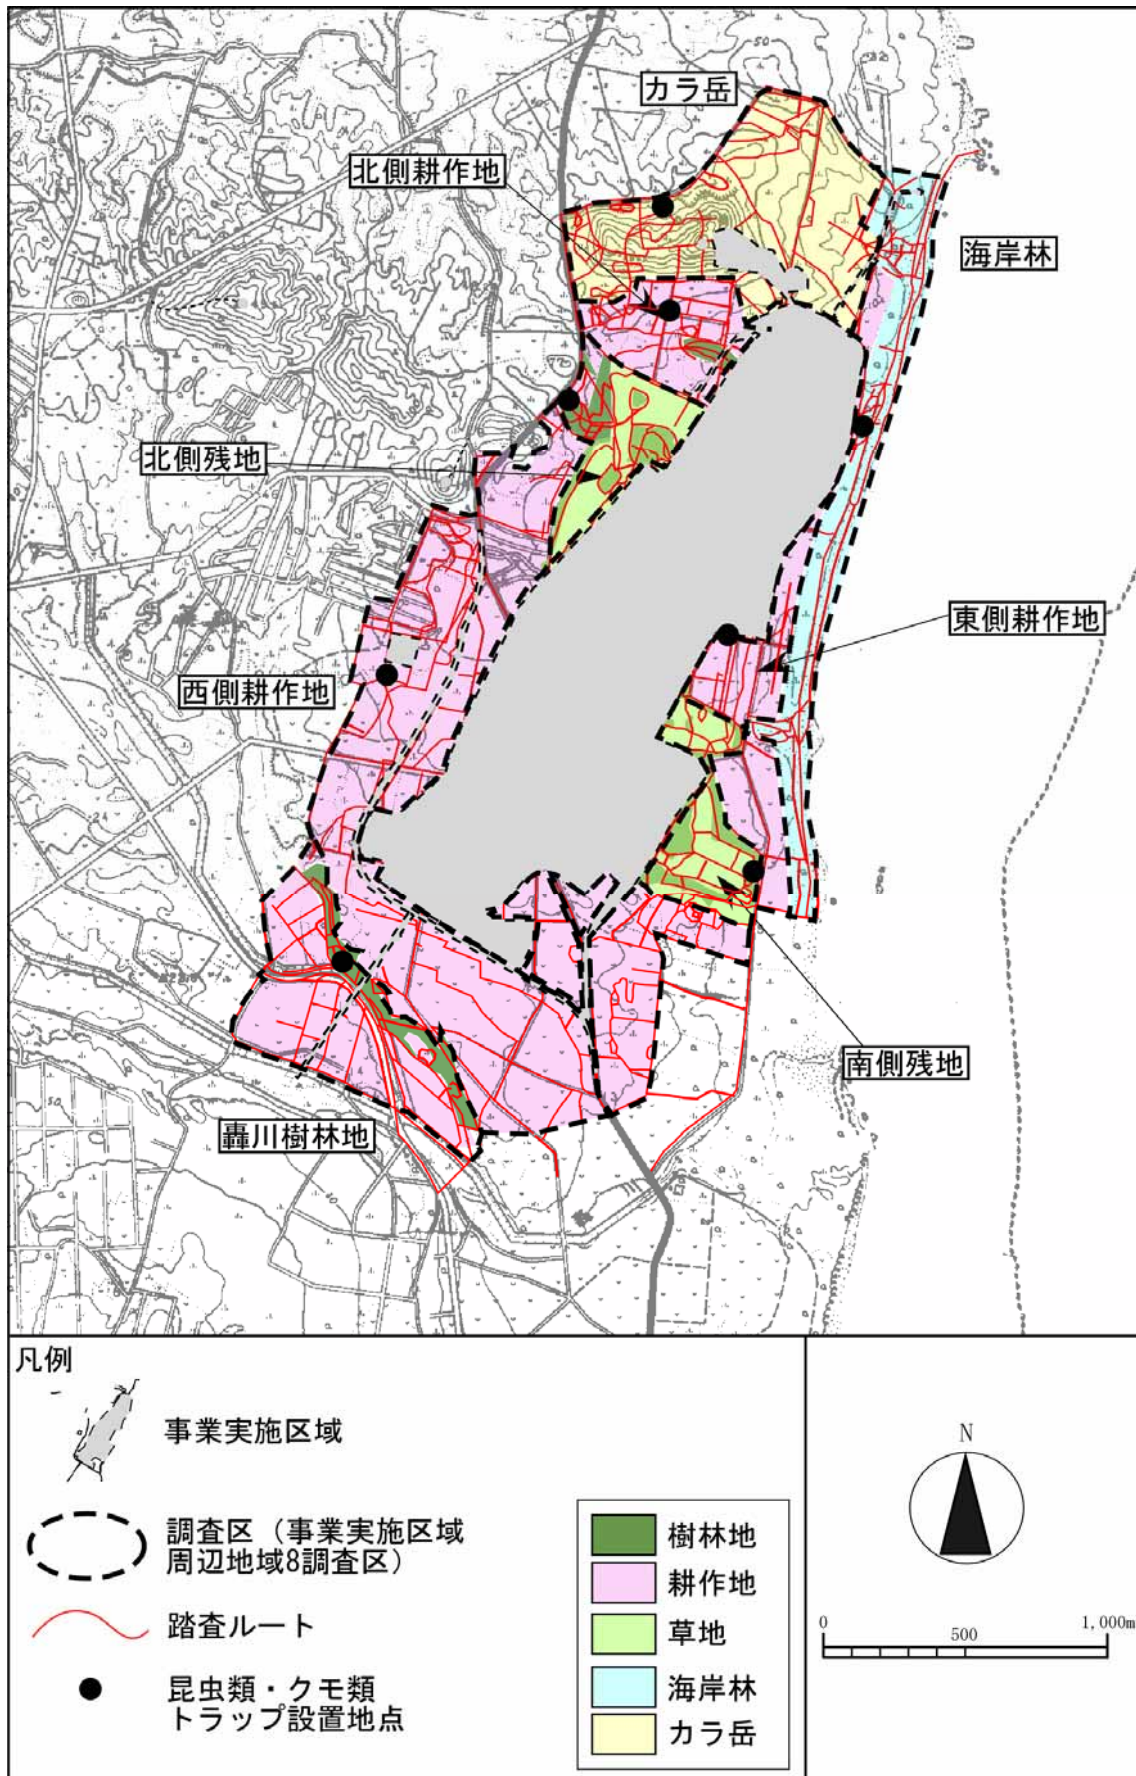 カラ岳
北側耕作地
海岸林
北側残地
東側耕作地
西側耕作地
南側残地
轟川樹林地
50
凡例
事業実施区域
調査区（事業実施区域
周辺地域8調査区）
踏査ルート
昆虫類・クモ類
トラップ設置地点
樹林地
耕作地
草地
海岸林
カラ岳
N
0
500
1,000m